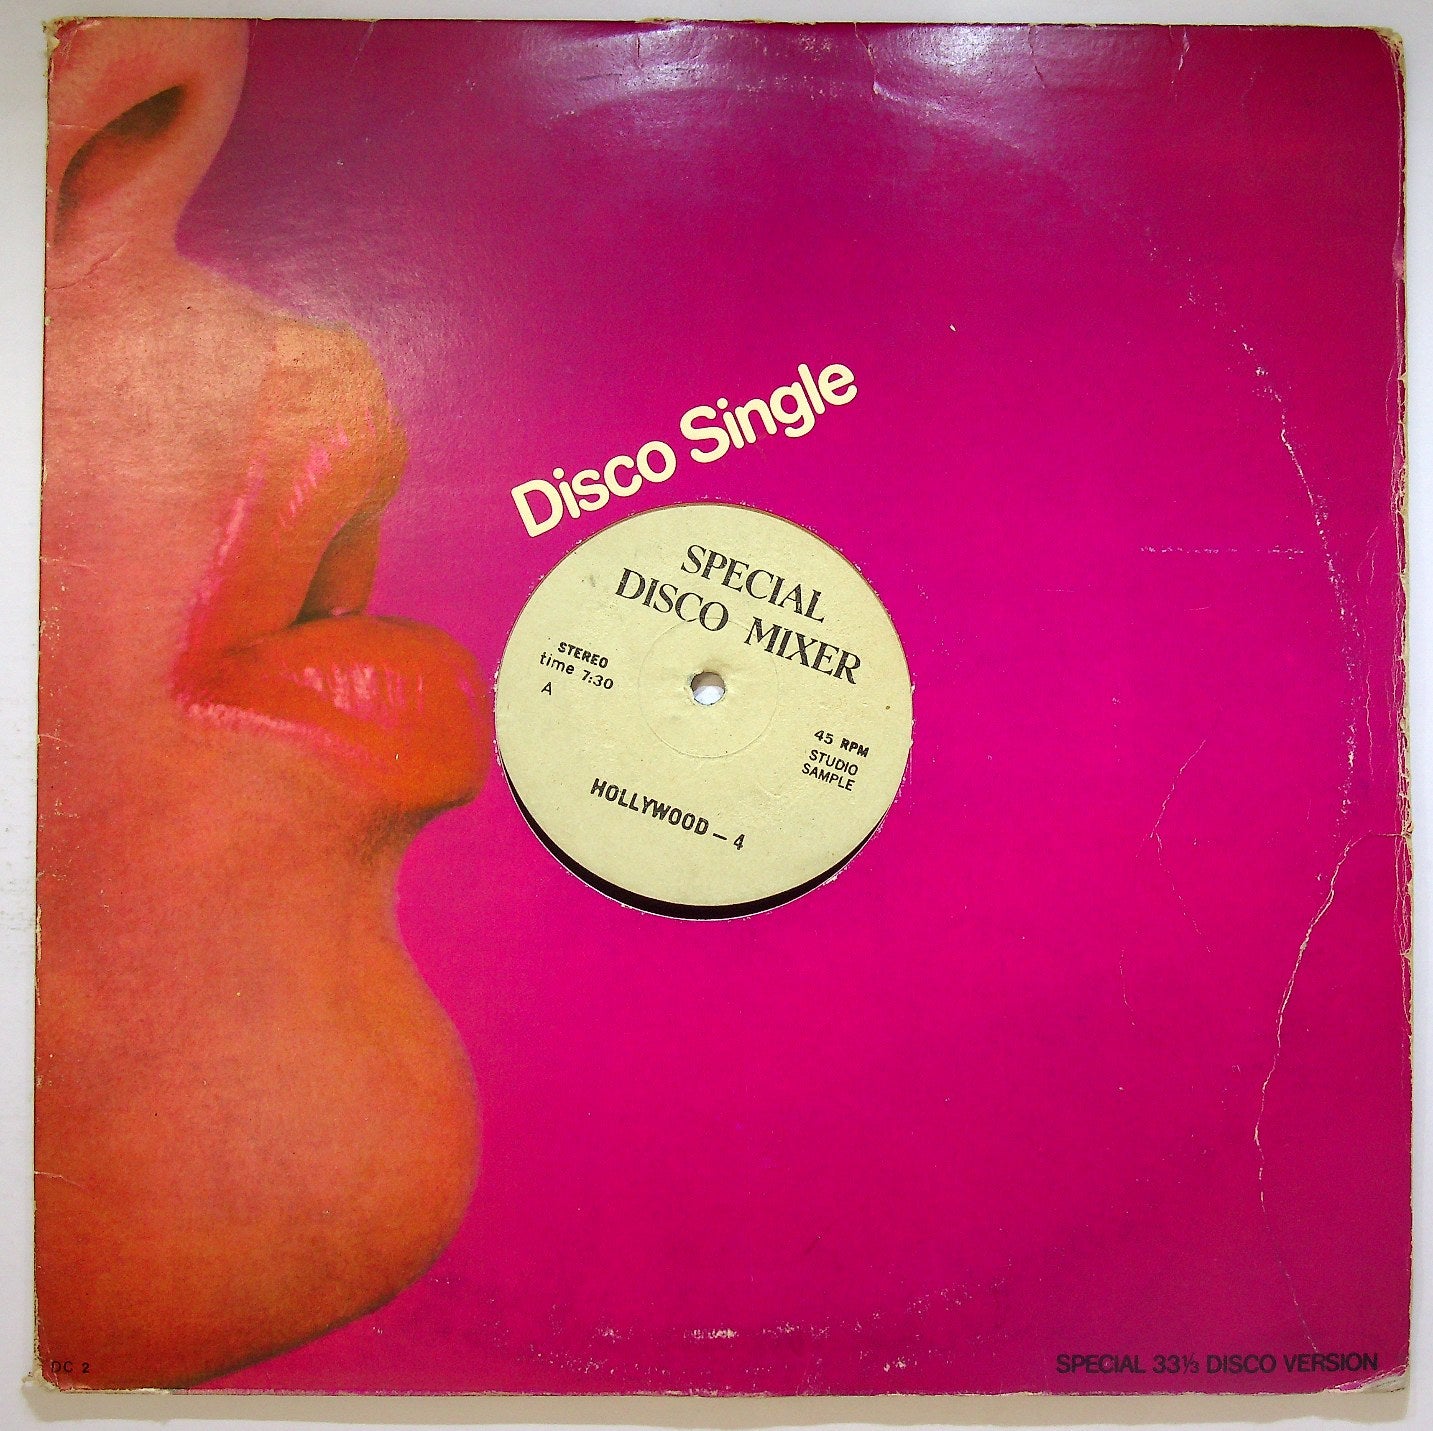 Disco Single
SPECIAL
DISCO MIXER
STEREO
time 7:30
A
45 RPM
STUDIO
SAMPLE
HOLLYWOOD — 4
DC 2
SPECIAL 33⅓ DISCO VERSION